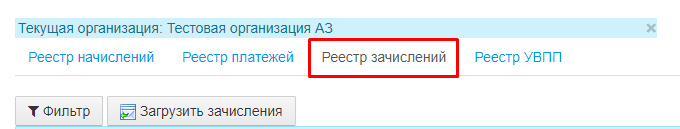 Текущая организация: Тестовая организация АЗ
Реестр начислений Реестр платежей Реестр зачислений Реестр УВПП
Фильтр Загрузить зачисления